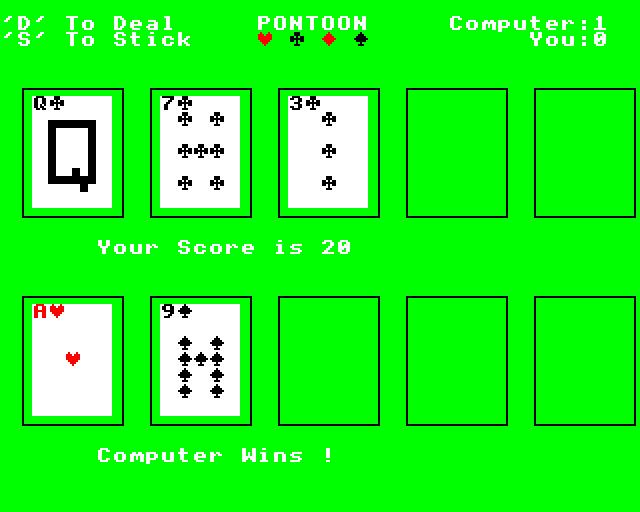 'D' To Deal PONTOON Computer:1
'S' To Stick ♥ ♣ ♦ ♠ You:0
Q♣ 7♣ 3♣
Your Score is 20
A♥ 9♠
Computer Wins !